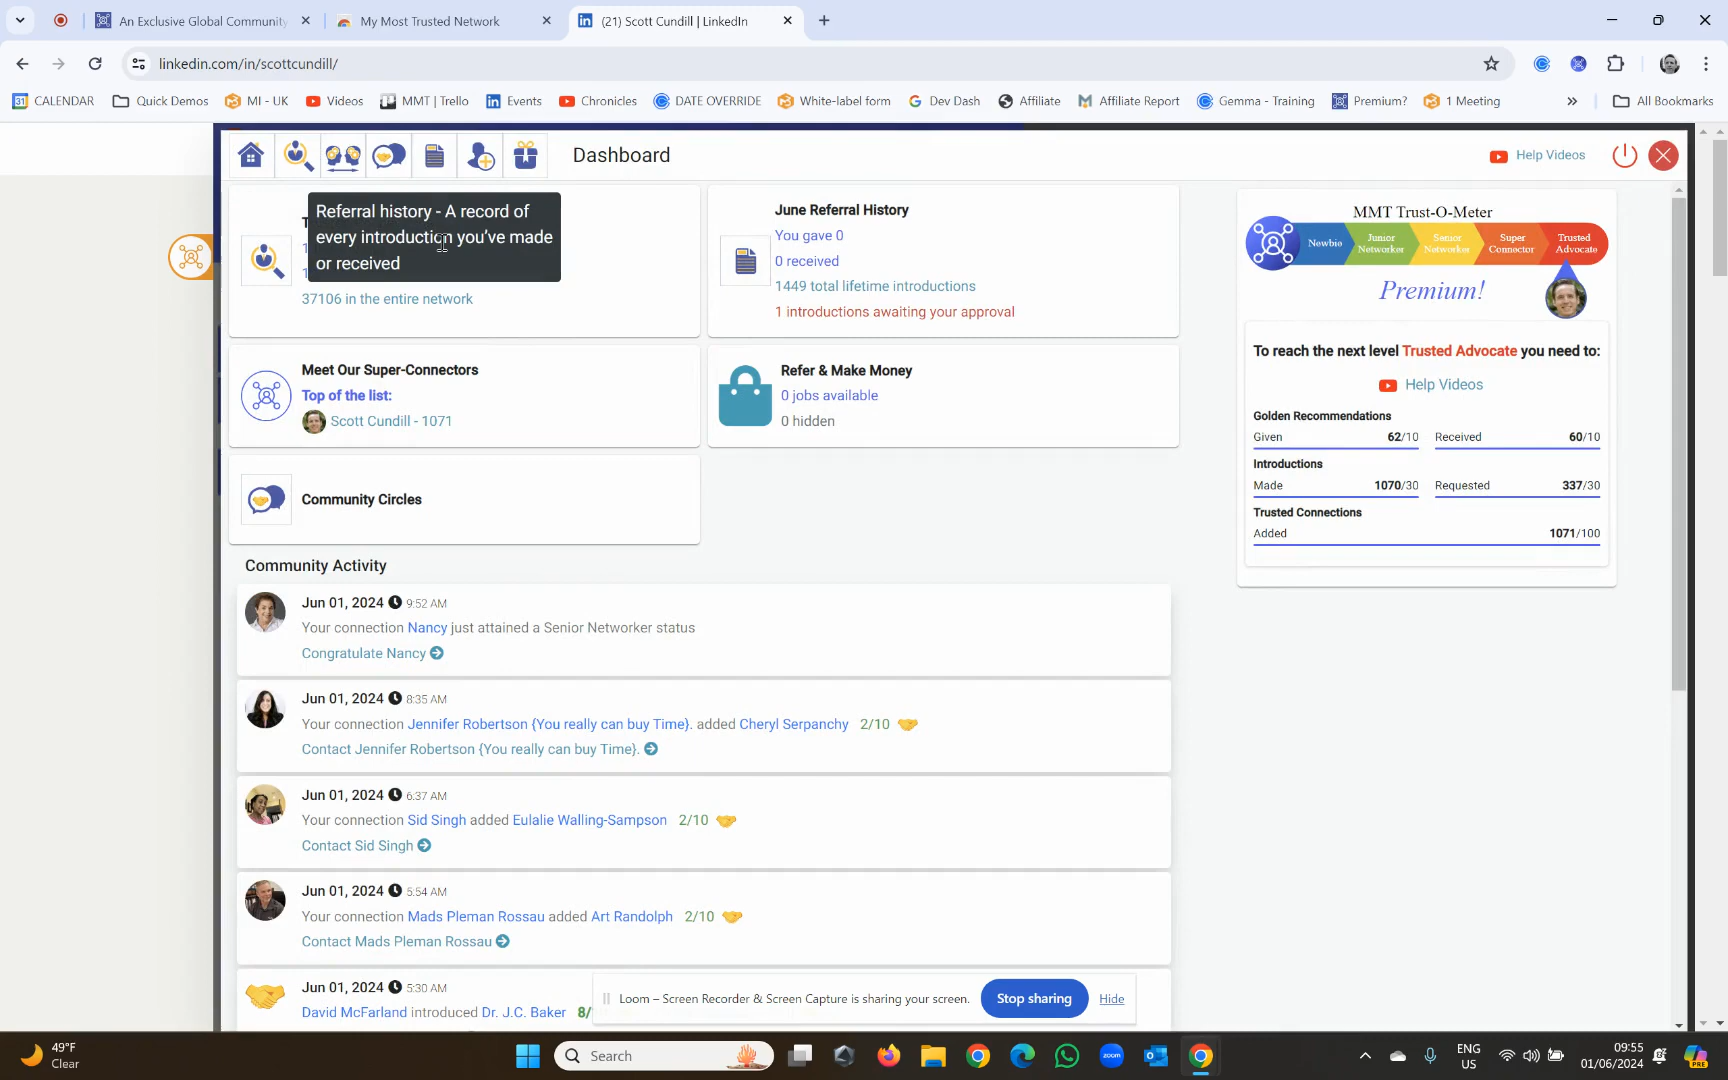 An Exclusive Global Community
My Most Trusted Network
(21) Scott Cundill | LinkedIn
linkedin.com/in/scottcundill/
CALENDAR
Quick Demos
MI - UK
Videos
MMT | Trello
Events
Chronicles
DATE OVERRIDE
White-label form
Dev Dash
Affiliate
Affiliate Report
Gemma - Training
Premium?
1 Meeting
All Bookmarks
Dashboard
Help Videos
Referral history - A record of
every introduction you've made
or received
37106 in the entire network
June Referral History
You gave 0
0 received
1449 total lifetime introductions
1 introductions awaiting your approval
Meet Our Super-Connectors
Top of the list:
Scott Cundill - 1071
Refer & Make Money
0 jobs available
0 hidden
Community Circles
MMT Trust-O-Meter
Newbie
Junior
Networker
Senior
Networker
Super
Connector
Trusted
Advocate
Premium!
To reach the next level Trusted Advocate you need to:
Help Videos
Golden Recommendations
Given 62/10 Received 60/10
Introductions
Made 1070/30 Requested 337/30
Trusted Connections
Added 1071/100
Community Activity
Jun 01, 2024 9:52 AM
Your connection Nancy just attained a Senior Networker status
Congratulate Nancy
Jun 01, 2024 8:35 AM
Your connection Jennifer Robertson {You really can buy Time}. added Cheryl Serpanchy 2/10
Contact Jennifer Robertson {You really can buy Time}.
Jun 01, 2024 6:37 AM
Your connection Sid Singh added Eulalie Walling-Sampson 2/10
Contact Sid Singh
Jun 01, 2024 5:54 AM
Your connection Mads Pleman Rossau added Art Randolph 2/10
Contact Mads Pleman Rossau
Jun 01, 2024 5:30 AM
David McFarland introduced Dr. J.C. Baker 8/
Loom – Screen Recorder & Screen Capture is sharing your screen.
Stop sharing
Hide
49°F
Clear
Search
zoom
ENG
US
09:55
01/06/2024
PRE